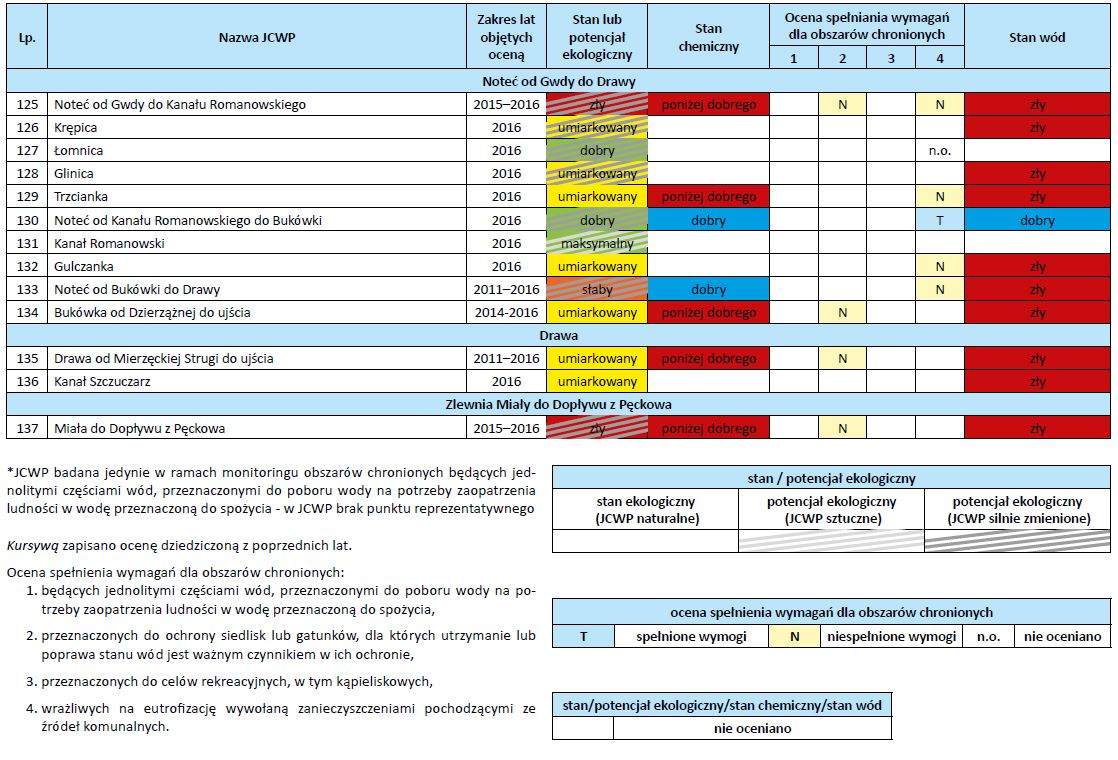 Lp.
Nazwa JCWP
Zakres lat objętych oceną
Stan lub potencjał ekologiczny
Stan chemiczny
Ocena spełniania wymagań dla obszarów chronionych
1 2 3 4
Stan wód
Noteć od Gwdy do Drawy
125 Noteć od Gwdy do Kanału Romanowskiego 2015–2016 zły poniżej dobrego N N zły
126 Krępica 2016 umiarkowany zły
127 Łomnica 2016 dobry n.o.
128 Glinica 2016 umiarkowany zły
129 Trzcianka 2016 umiarkowany poniżej dobrego N zły
130 Noteć od Kanału Romanowskiego do Bukówki 2016 dobry dobry T dobry
131 Kanał Romanowski 2016 maksymalny
132 Gulczanka 2016 umiarkowany N zły
133 Noteć od Bukówki do Drawy 2011–2016 słaby dobry N zły
134 Bukówka od Dzierzążnej do ujścia 2014-2016 umiarkowany poniżej dobrego N zły
Drawa
135 Drawa od Mierzęckiej Strugi do ujścia 2011–2016 umiarkowany poniżej dobrego N zły
136 Kanał Szczuczarz 2016 umiarkowany zły
Zlewnia Miały do Dopływu z Pęckowa
137 Miała do Dopływu z Pęckowa 2015–2016 zły poniżej dobrego N zły
*JCWP badana jedynie w ramach monitoringu obszarów chronionych będących jed-
nolitymi częściami wód, przeznaczonymi do poboru wody na potrzeby zaopatrzenia
ludności w wodę przeznaczoną do spożycia - w JCWP brak punktu reprezentatywnego
Kursywą zapisano ocenę dziedziczoną z poprzednich lat.
Ocena spełnienia wymagań dla obszarów chronionych:
1. będących jednolitymi częściami wód, przeznaczonymi do poboru wody na po-
trzeby zaopatrzenia ludności w wodę przeznaczoną do spożycia,
2. przeznaczonych do ochrony siedlisk lub gatunków, dla których utrzymanie lub
poprawa stanu wód jest ważnym czynnikiem w ich ochronie,
3. przeznaczonych do celów rekreacyjnych, w tym kąpieliskowych,
4. wrażliwych na eutrofizację wywołaną zanieczyszczeniami pochodzącymi ze
źródeł komunalnych.
stan / potencjał ekologiczny
stan ekologiczny (JCWP naturalne)
potencjał ekologiczny (JCWP sztuczne)
potencjał ekologiczny (JCWP silnie zmienione)
ocena spełnienia wymagań dla obszarów chronionych
T spełnione wymogi N niespełnione wymogi n.o. nie oceniano
stan/potencjał ekologiczny/stan chemiczny/stan wód
nie oceniano